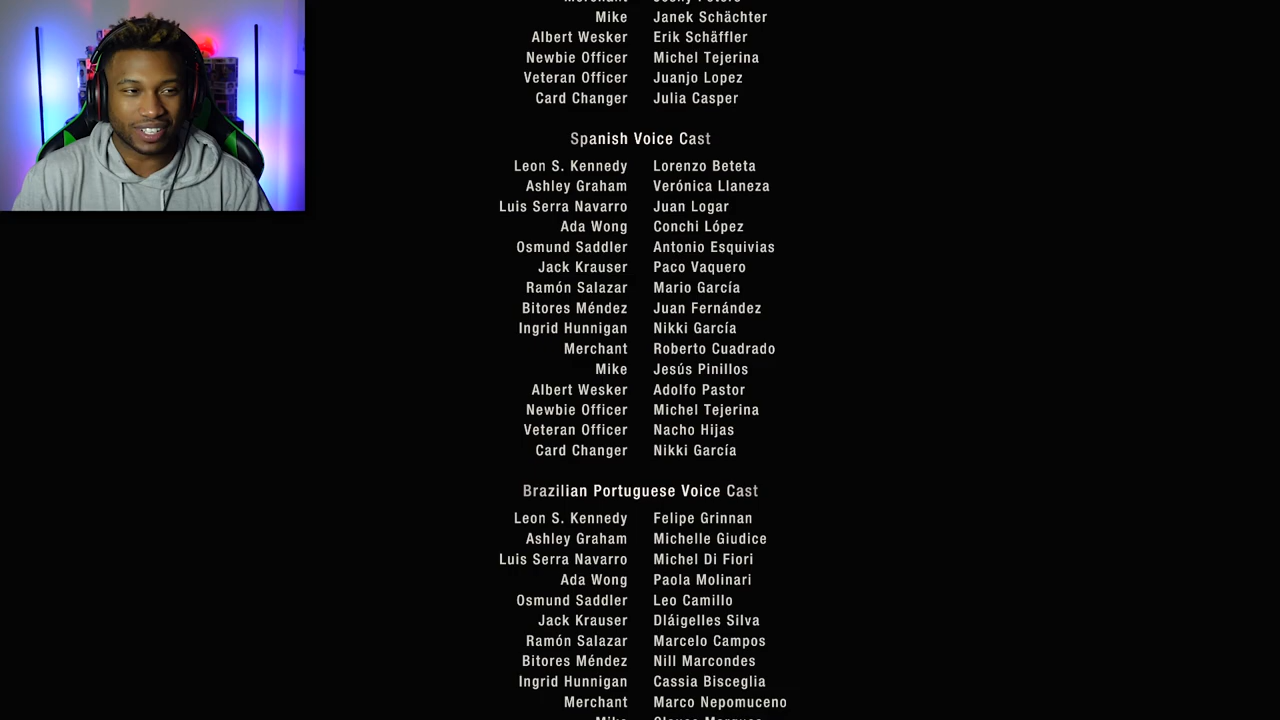 Mike Janek Schächter
Albert Wesker Erik Schäffler
Newbie Officer Michel Tejerina
Veteran Officer Juanjo Lopez
Card Changer Julia Casper
Spanish Voice Cast
Leon S. Kennedy Lorenzo Beteta
Ashley Graham Verónica Llaneza
Luis Serra Navarro Juan Logar
Ada Wong Conchi López
Osmund Saddler Antonio Esquivias
Jack Krauser Paco Vaquero
Ramón Salazar Mario García
Bitores Méndez Juan Fernández
Ingrid Hunnigan Nikki García
Merchant Roberto Cuadrado
Mike Jesús Pinillos
Albert Wesker Adolfo Pastor
Newbie Officer Michel Tejerina
Veteran Officer Nacho Hijas
Card Changer Nikki García
Brazilian Portuguese Voice Cast
Leon S. Kennedy Felipe Grinnan
Ashley Graham Michelle Giudice
Luis Serra Navarro Michel Di Fiori
Ada Wong Paola Molinari
Osmund Saddler Leo Camillo
Jack Krauser Dláigelles Silva
Ramón Salazar Marcelo Campos
Bitores Méndez Nill Marcondes
Ingrid Hunnigan Cassia Bisceglia
Merchant Marco Nepomuceno